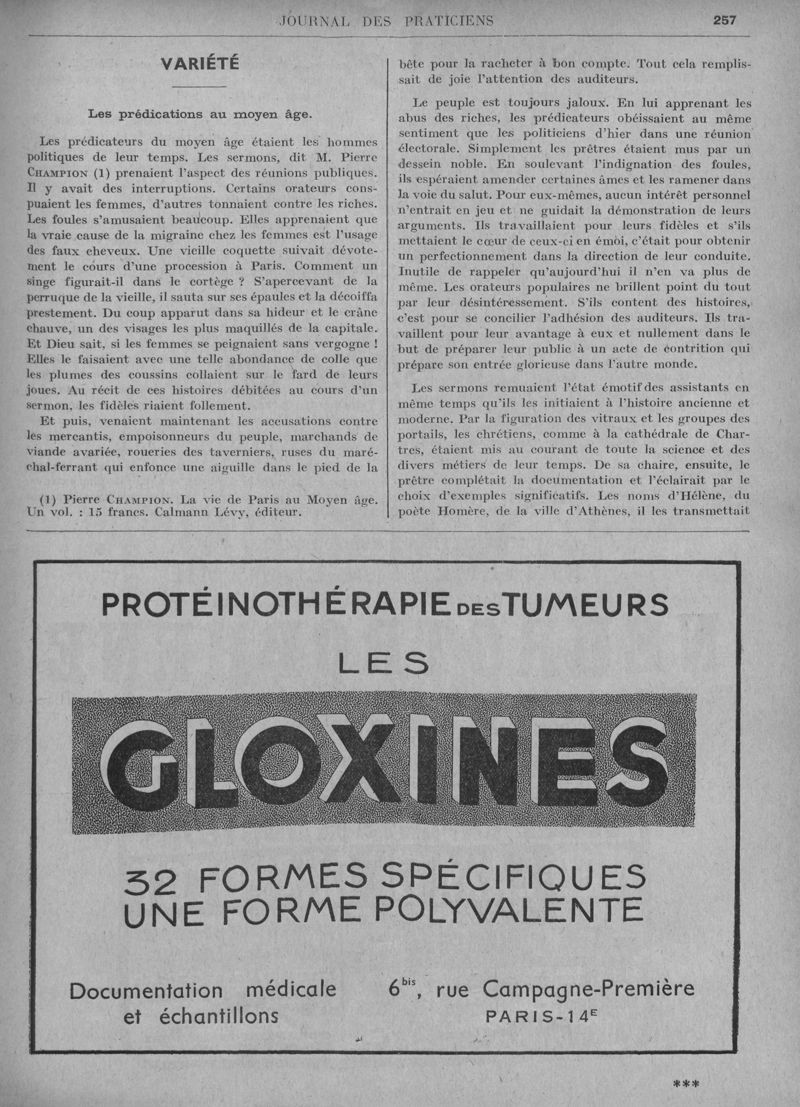 JOURNAL DES PRATICIENS 257
VARIÉTÉ
Les prédications au moyen âge.
Les prédicateurs du moyen âge étaient les hommes
politiques de leur temps. Les sermons, dit M. Pierre
CHAMPION (1) prenaient l'aspect des réunions publiques.
Il y avait des interruptions. Certains orateurs cons-
puaient les femmes, d'autres tonnaient contre les riches.
Les foules s'amusaient beaucoup. Elles apprenaient que
la vraie cause de la migraine chez les femmes est l'usage
des faux cheveux. Une vieille coquette suivait dévote-
ment le cours d'une procession à Paris. Comment un
singe figurait-il dans le cortège ? S'apercevant de la
perruque de la vieille, il sauta sur ses épaules et la décoiffa
prestement. Du coup apparut dans sa hideur et le crâne
chauve, un des visages les plus maquillés de la capitale.
Et Dieu sait, si les femmes se peignaient sans vergogne !
Elles le faisaient avec une telle abondance de colle que
les plumes des coussins collaient sur le fard de leurs
joues. Au récit de ces histoires débitées au cours d'un
sermon, les fidèles riaient follement.
Et puis, venaient maintenant les accusations contre
les mercantis, empoisonneurs du peuple, marchands de
viande avariée, roueries des taverniers, ruses du maré-
chal-ferrant qui enfonce une aiguille dans le pied de la
(1) Pierre CHAMPION. La vie de Paris au Moyen âge.
Un vol. : 15 francs. Calmann Lévy, éditeur.
bête pour la racheter à bon compte. Tout cela remplis-
sait de joie l'attention des auditeurs.
Le peuple est toujours jaloux. En lui apprenant les
abus des riches, les prédicateurs obéissaient au même
sentiment que les politiciens d'hier dans une réunion
électorale. Simplement les prêtres étaient mus par un
dessein noble. En soulevant l'indignation des foules,
ils espéraient amender certaines âmes et les ramener dans
la voie du salut. Pour eux-mêmes, aucun intérêt personnel
n'entrait en jeu et ne guidait la démonstration de leurs
arguments. Ils travaillaient pour leurs fidèles et s'ils
mettaient le cœur de ceux-ci en émoi, c'était pour obtenir
un perfectionnement dans la direction de leur conduite.
Inutile de rappeler qu'aujourd'hui il n'en va plus de
même. Les orateurs populaires ne brillent point du tout
par leur désintéressement. S'ils content des histoires,
c'est pour se concilier l'adhésion des auditeurs. Ils tra-
vaillent pour leur avantage à eux et nullement dans le
but de préparer leur public à un acte de contrition qui
prépare son entrée glorieuse dans l'autre monde.
Les sermons remuaient l'état émotif des assistants en
même temps qu'ils les initiaient à l'histoire ancienne et
moderne. Par la figuration des vitraux et les groupes des
portails, les chrétiens, comme à la cathédrale de Char-
tres, étaient mis au courant de toute la science et des
divers métiers de leur temps. De sa chaire, ensuite, le
prêtre complétait la documentation et l'éclairait par le
choix d'exemples significatifs. Les noms d'Hélène, du
poète Homère, de la ville d'Athènes, il les transmettait
PROTÉINOTHÉRAPIE DES TUMEURS
LES
GLOXINES
32 FORMES SPÉCIFIQUES
UNE FORME POLYVALENTE
Documentation médicale
et échantillons
6bis, rue Campagne-Première
PARIS-14E
***